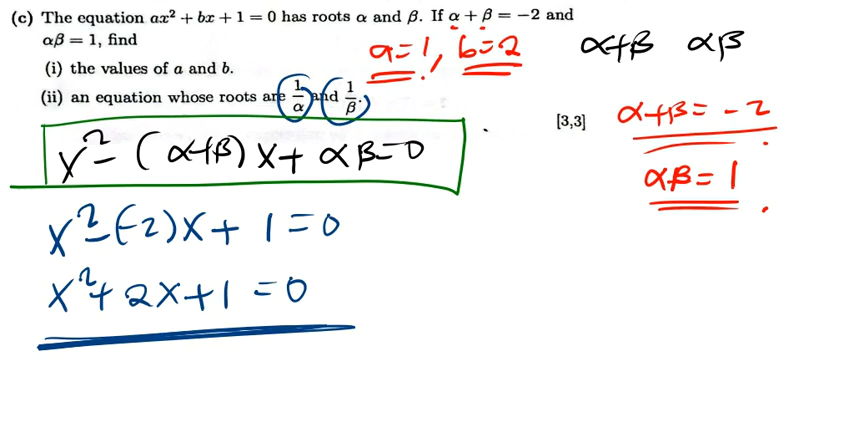 (c) The equation ax² + bx + 1 = 0 has roots α and β. If α + β = −2 and
αβ = 1, find
a=1, b=2
α+β αβ
(i) the values of a and b.
(ii) an equation whose roots are 1/α and 1/β.
[3,3]
α+β = -2
αβ = 1
x² - (α+β)x + αβ = 0
x² - (-2)x + 1 = 0
x² + 2x + 1 = 0